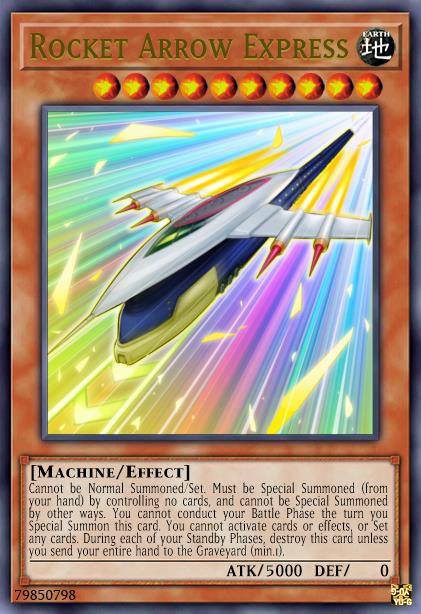 Rocket Arrow Express
EARTH
地
[Machine/Effect]
Cannot be Normal Summoned/Set. Must be Special Summoned (from
your hand) by controlling no cards, and cannot be Special Summoned
by other ways. You cannot conduct your Battle Phase the turn you
Special Summon this card. You cannot activate cards or effects, or Set
any cards. During each of your Standby Phases, destroy this card unless
you send your entire hand to the Graveyard (min.1).
ATK/5000 DEF/ 0
79850798